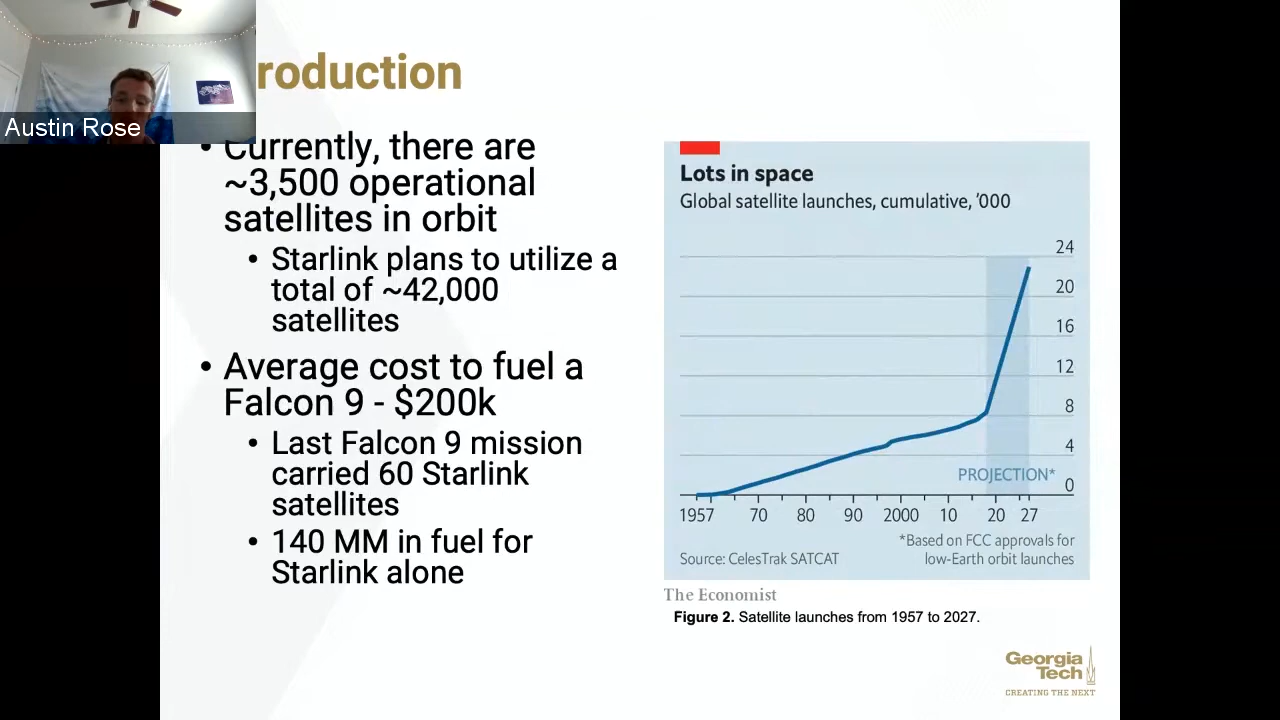 roduction
Austin Rose
• Currently, there are
~3,500 operational
satellites in orbit
• Starlink plans to utilize a
total of ~42,000
satellites
• Average cost to fuel a
Falcon 9 - $200k
• Last Falcon 9 mission
carried 60 Starlink
satellites
• 140 MM in fuel for
Starlink alone
Lots in space
Global satellite launches, cumulative, ’000
24
20
16
12
8
4
PROJECTION*
0
1957 70 80 90 2000 10 20 27
*Based on FCC approvals for
Source: CelesTrak SATCAT low-Earth orbit launches
The Economist
Figure 2. Satellite launches from 1957 to 2027.
Georgia
Tech
CREATING THE NEXT